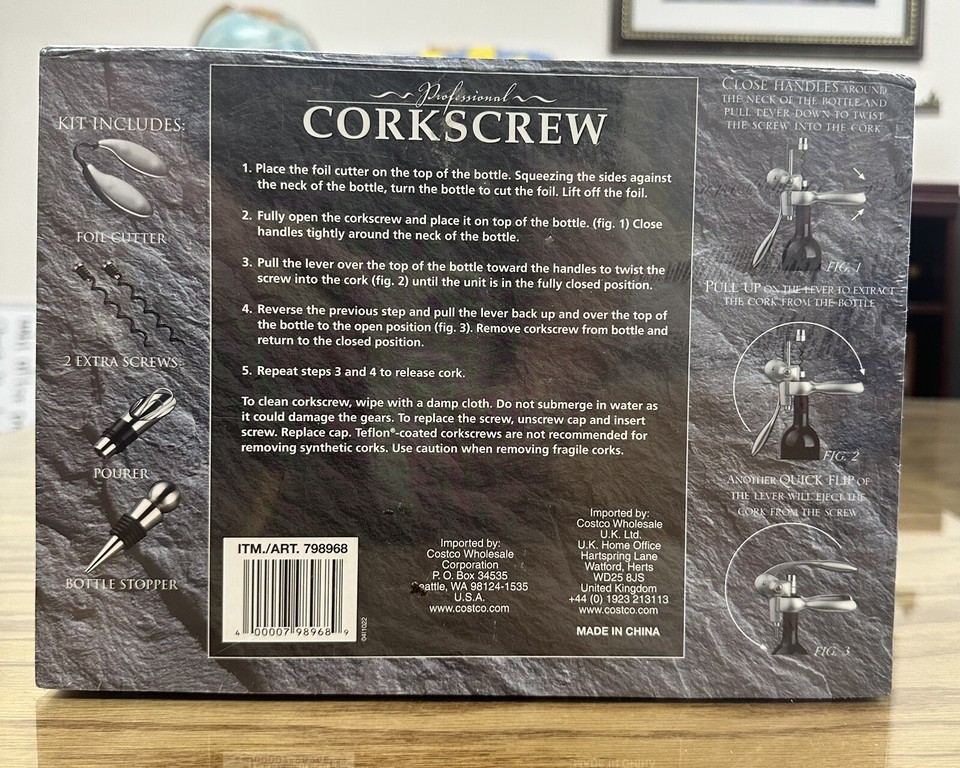 KIT INCLUDES:
FOIL CUTTER
2 EXTRA SCREWS
POURER
BOTTLE STOPPER
Professional
CORKSCREW
1. Place the foil cutter on the top of the bottle. Squeezing the sides against
the neck of the bottle, turn the bottle to cut the foil. Lift off the foil.
2. Fully open the corkscrew and place it on top of the bottle. (fig. 1) Close
handles tightly around the neck of the bottle.
3. Pull the lever over the top of the bottle toward the handles to twist the
screw into the cork (fig. 2) until the unit is in the fully closed position.
4. Reverse the previous step and pull the lever back up and over the top of
the bottle to the open position (fig. 3). Remove corkscrew from bottle and
return to the closed position.
5. Repeat steps 3 and 4 to release cork.
To clean corkscrew, wipe with a damp cloth. Do not submerge in water as
it could damage the gears. To replace the screw, unscrew cap and insert
screw. Replace cap. Teflon®-coated corkscrews are not recommended for
removing synthetic corks. Use caution when removing fragile corks.
ITM./ART. 798968
4 00007 98968 9
041022
Imported by:
Costco Wholesale
Corporation
P. O. Box 34535
Seattle, WA 98124-1535
U.S.A.
www.costco.com
Imported by:
Costco Wholesale
U.K. Ltd.
U.K. Home Office
Hartspring Lane
Watford, Herts
WD25 8JS
United Kingdom
+44 (0) 1923 213113
www.costco.com
MADE IN CHINA
CLOSE HANDLES AROUND
THE NECK OF THE BOTTLE AND
PULL LEVER DOWN TO TWIST
THE SCREW INTO THE CORK
FIG. 1
PULL UP ON THE LEVER TO EXTRACT
THE CORK FROM THE BOTTLE
FIG. 2
ANOTHER QUICK FLIP OF
THE LEVER WILL EJECT THE
CORK FROM THE SCREW
FIG. 3